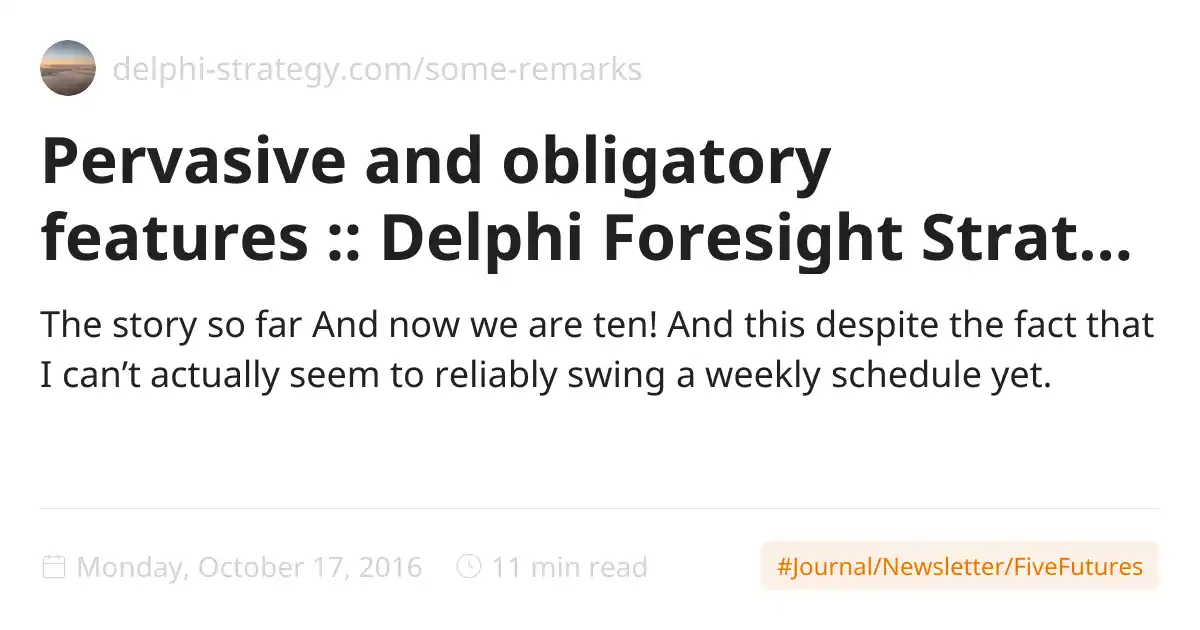 delphi-strategy.com/some-remarks
Pervasive and obligatory
features :: Delphi Foresight Strat...
The story so far And now we are ten! And this despite the fact that
I can’t actually seem to reliably swing a weekly schedule yet.
Monday, October 17, 2016 11 min read #Journal/Newsletter/FiveFutures